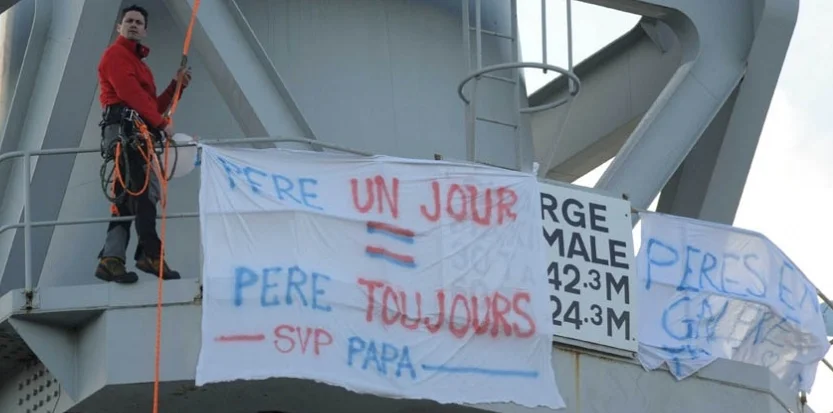 PERE UN JOUR
=
PERE TOUJOURS
— SVP PAPA —
RGE
MALE
42.3M
24.3M
PERES EN